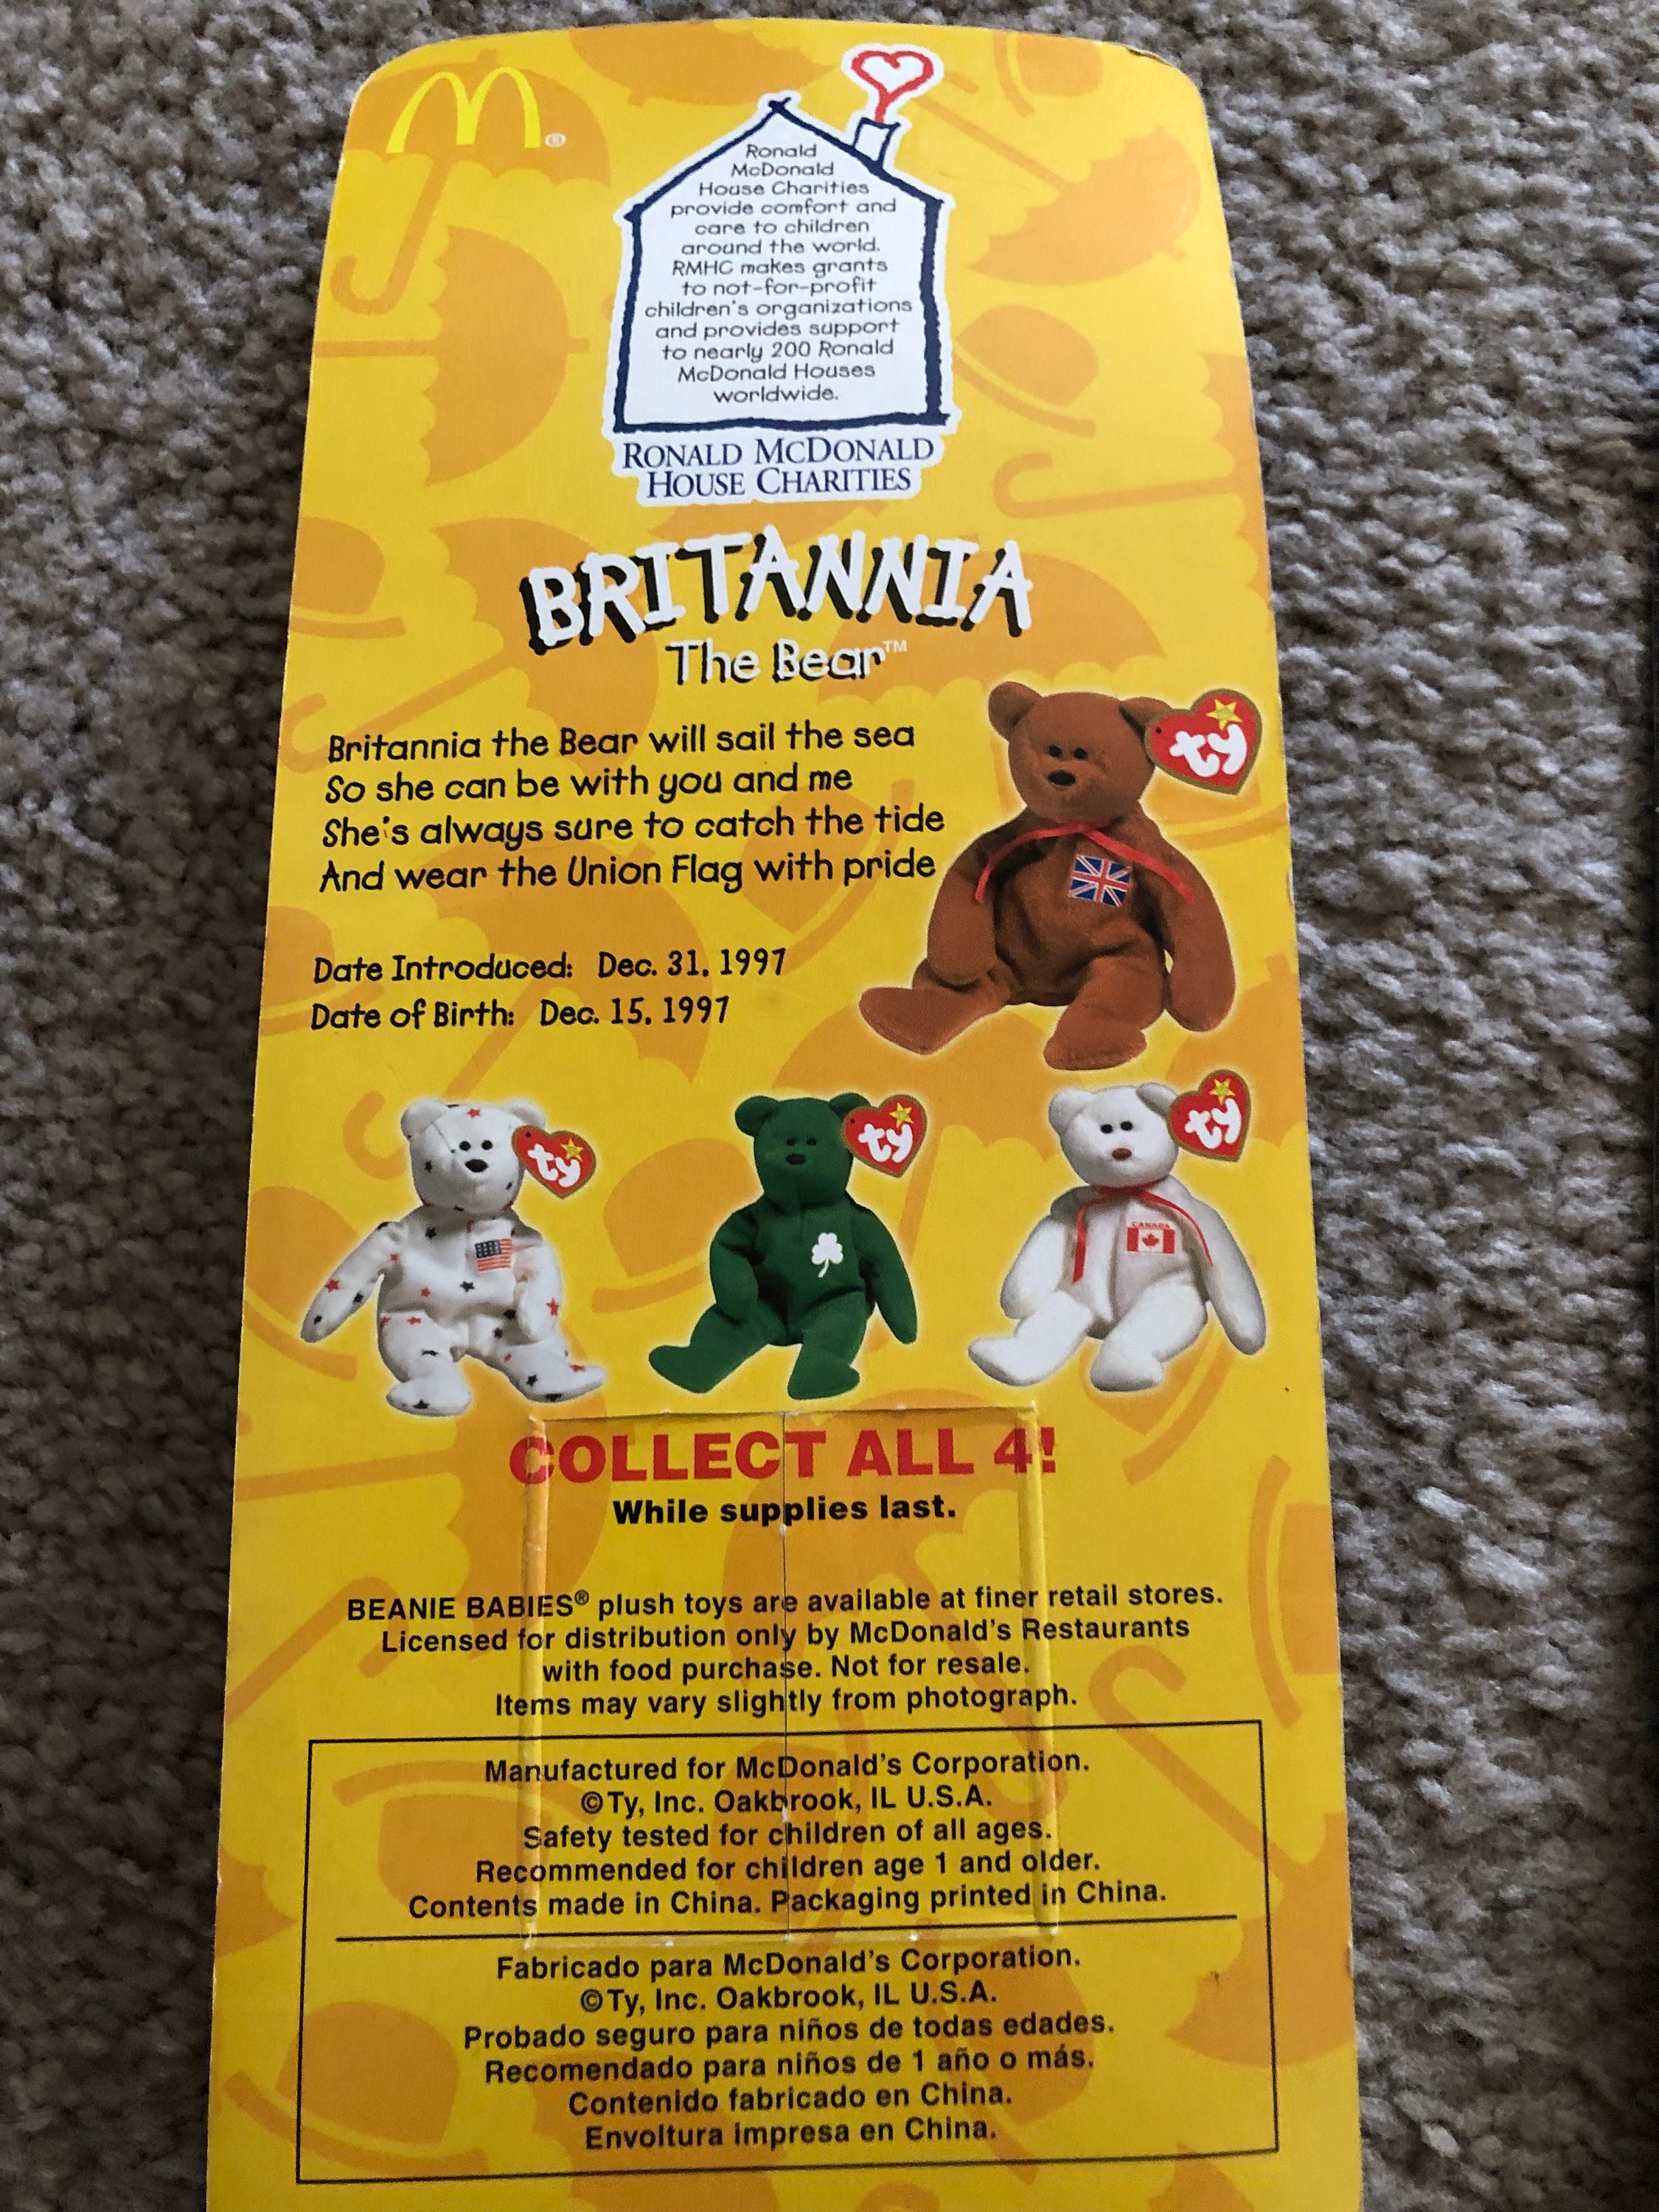 M®
Ronald
McDonald
House Charities
provide comfort and
care to children
around the world.
RMHC makes grants
to not-for-profit
children's organizations
and provides support
to nearly 200 Ronald
McDonald Houses
worldwide.
RONALD MCDONALD
HOUSE CHARITIES
BRITANNIA
The Bear™
Britannia the Bear will sail the sea
So she can be with you and me
She's always sure to catch the tide
And wear the Union Flag with pride
ty
Date Introduced: Dec. 31, 1997
Date of Birth: Dec. 15, 1997
ty
ty
ty
CANADA
COLLECT ALL 4!
While supplies last.
BEANIE BABIES® plush toys are available at finer retail stores.
Licensed for distribution only by McDonald's Restaurants
with food purchase. Not for resale.
Items may vary slightly from photograph.
Manufactured for McDonald's Corporation.
©Ty, Inc. Oakbrook, IL U.S.A.
Safety tested for children of all ages.
Recommended for children age 1 and older.
Contents made in China. Packaging printed in China.
Fabricado para McDonald's Corporation.
©Ty, Inc. Oakbrook, IL U.S.A.
Probado seguro para niños de todas edades.
Recomendado para niños de 1 año o más.
Contenido fabricado en China.
Envoltura impresa en China.